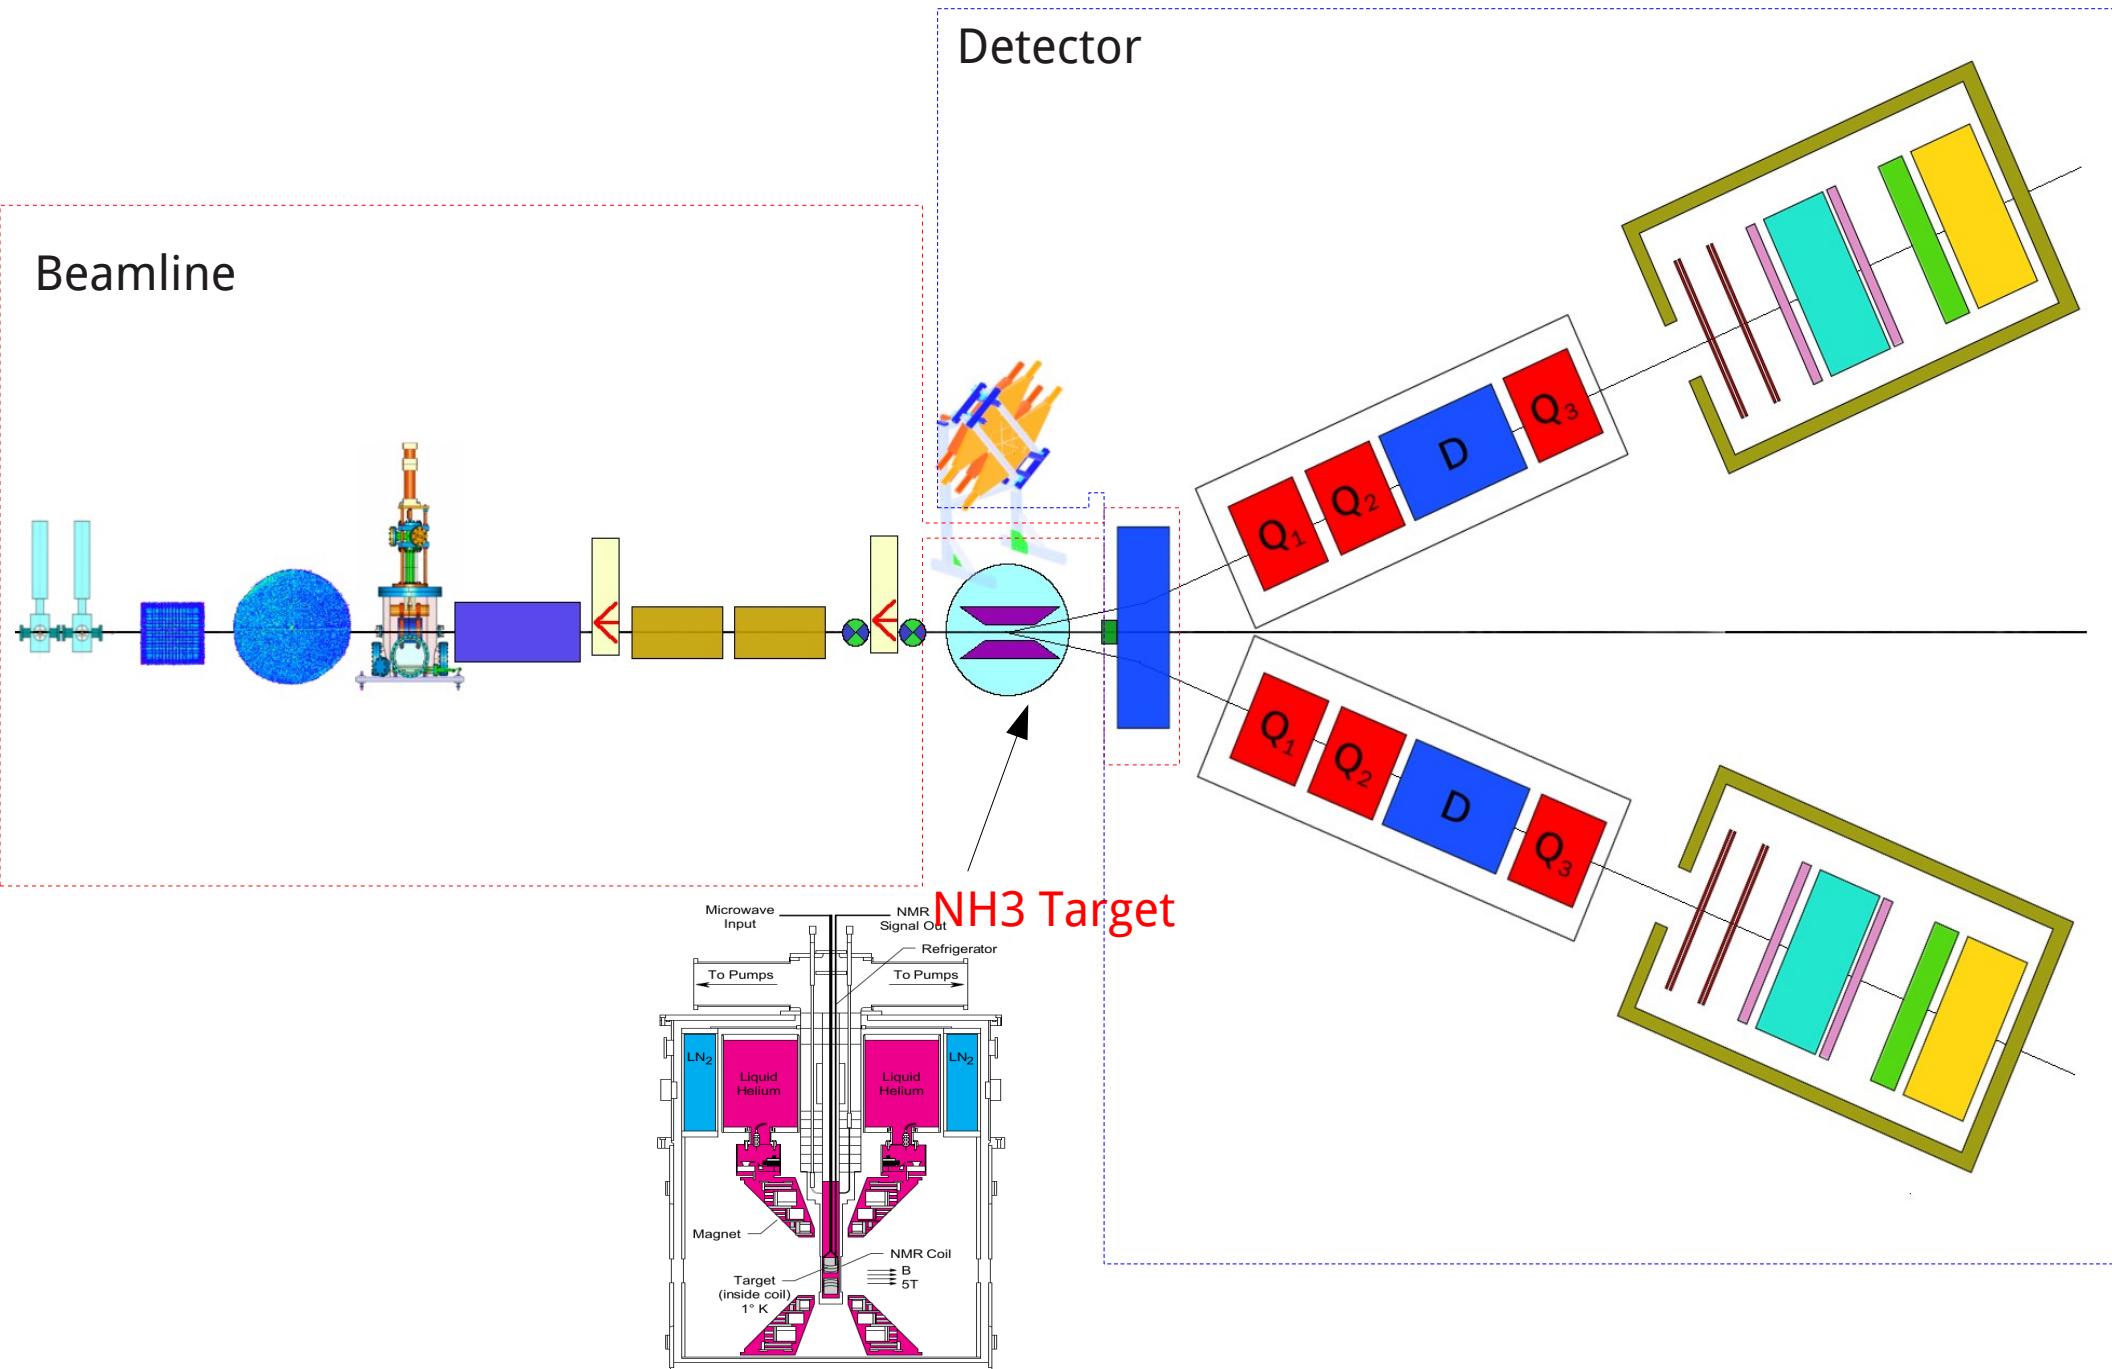 Detector
Beamline
Q1
Q2
D
Q3
Q1
Q2
D
Q3
NH3 Target
Microwave
Input
NMR
Signal Out
Refrigerator
To Pumps
To Pumps
LN2
Liquid
Helium
Liquid
Helium
LN2
Magnet
NMR Coil
Target
(inside coil)
1° K
B
5T